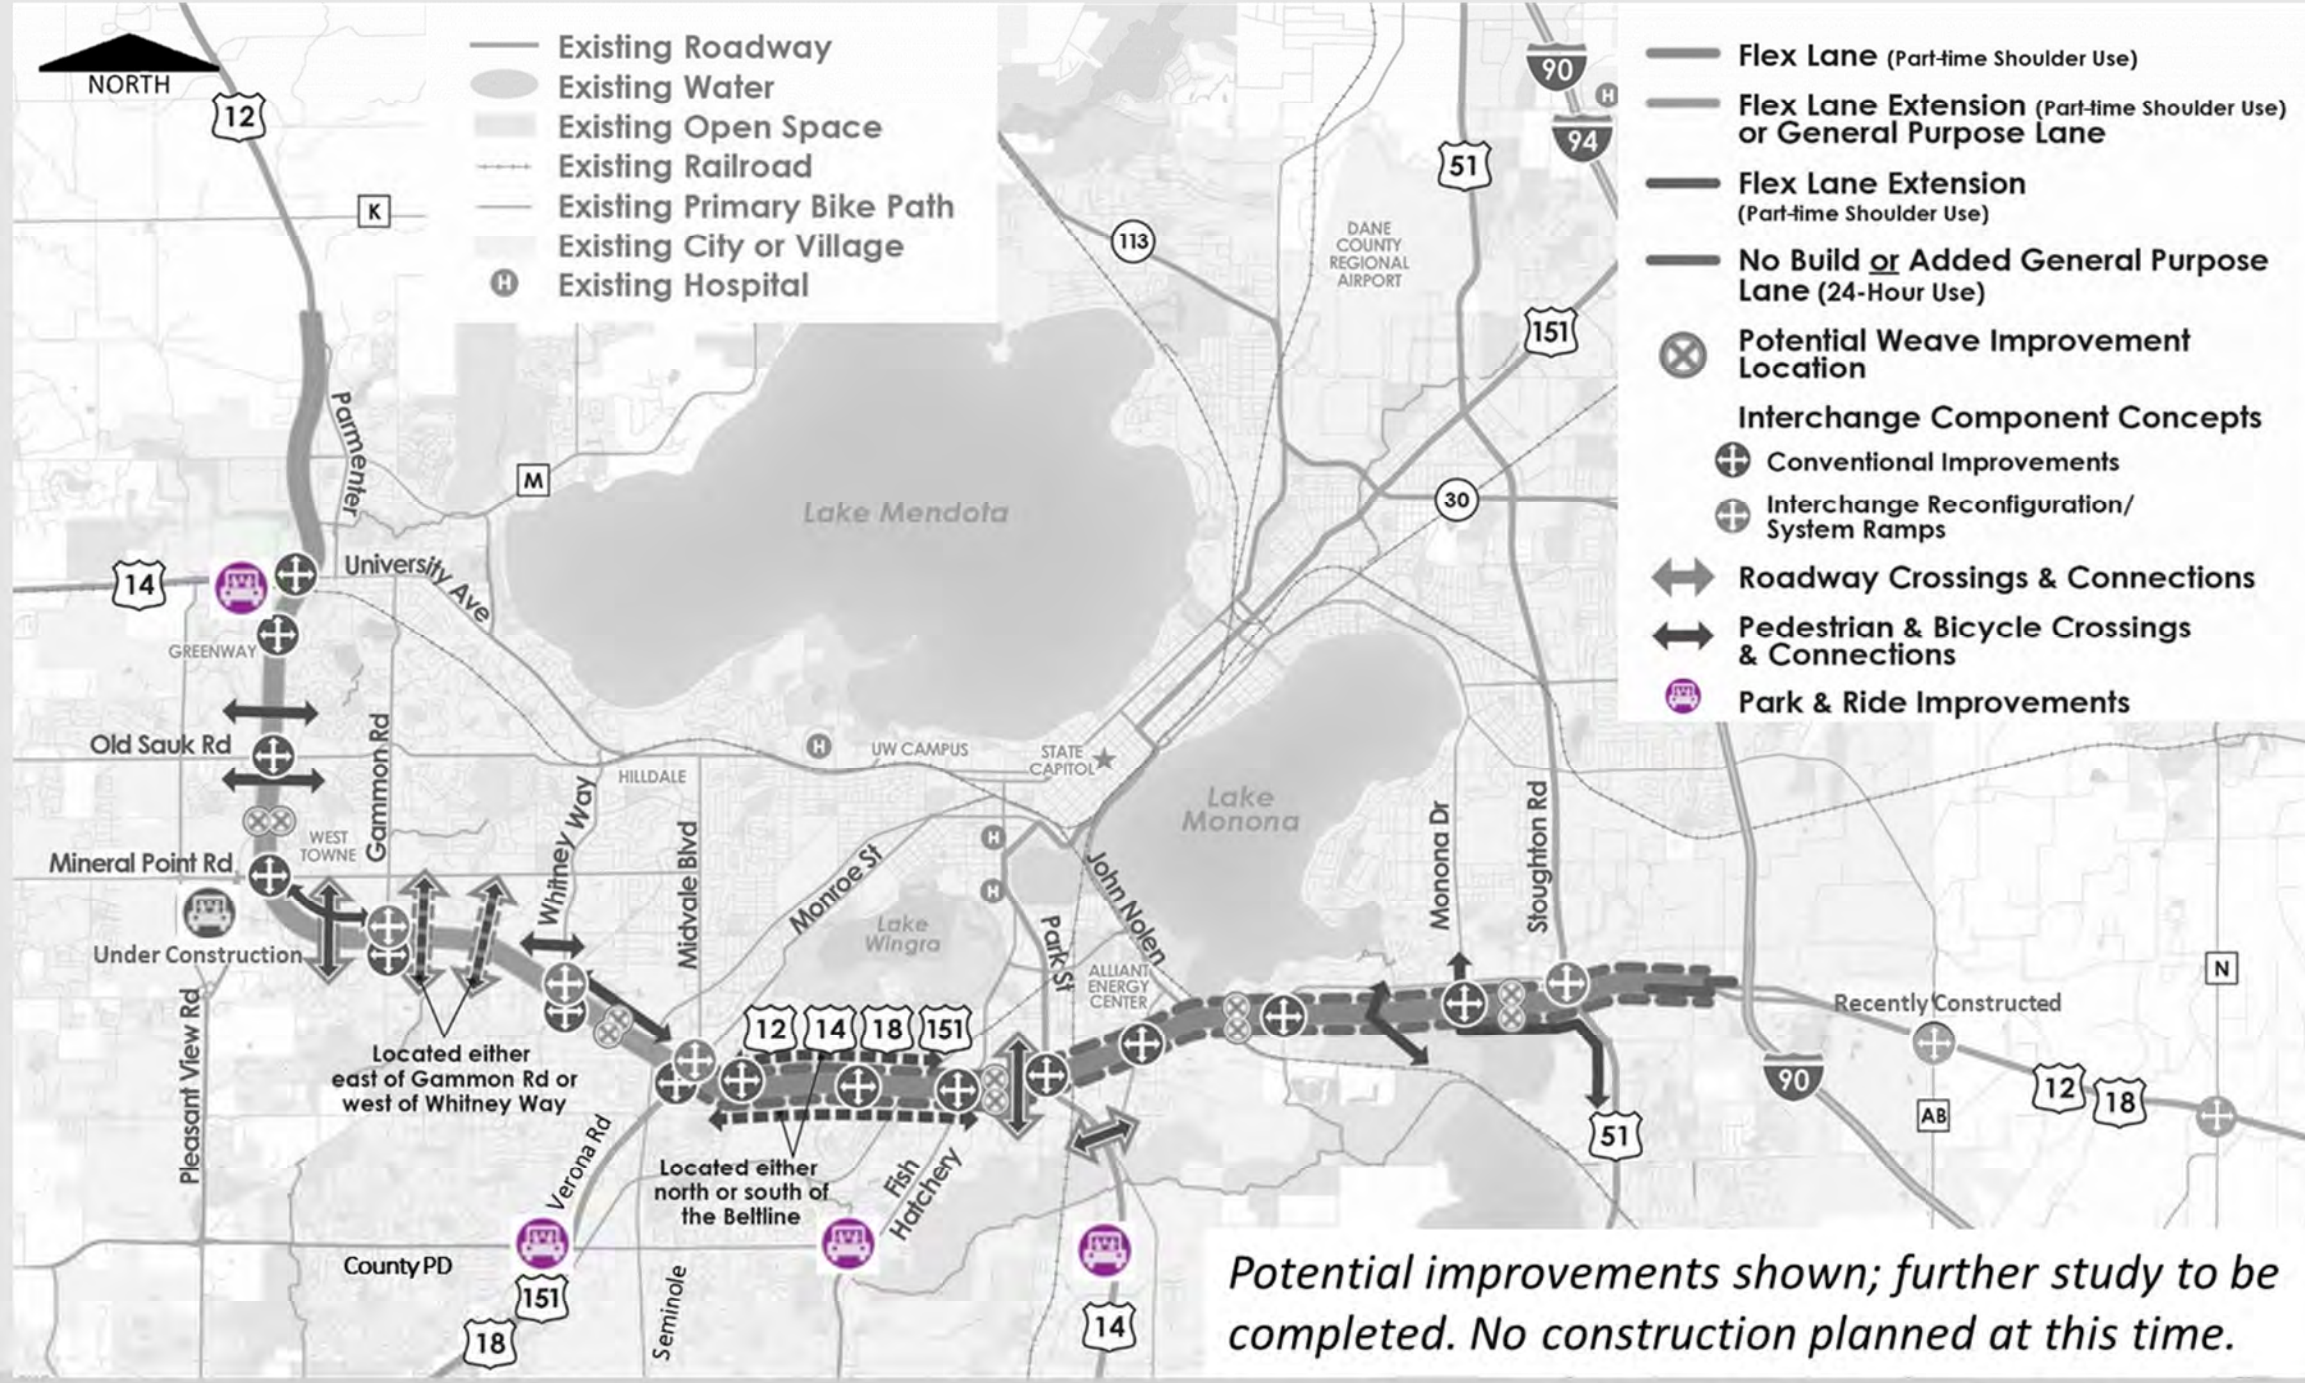 NORTH
12
K
Existing Roadway
Existing Water
Existing Open Space
Existing Railroad
Existing Primary Bike Path
Existing City or Village
H Existing Hospital
113
51
90
H
94
DANE
COUNTY
REGIONAL
AIRPORT
151
Flex Lane (Part-time Shoulder Use)
Flex Lane Extension (Part-time Shoulder Use)
or General Purpose Lane
Flex Lane Extension
(Part-time Shoulder Use)
No Build or Added General Purpose
Lane (24-Hour Use)
Potential Weave Improvement
Location
Interchange Component Concepts
Conventional Improvements
Interchange Reconfiguration/
System Ramps
Roadway Crossings & Connections
Pedestrian & Bicycle Crossings
& Connections
Park & Ride Improvements
Parmenter
M
Lake Mendota
30
14
University Ave
GREENWAY
Old Sauk Rd
Gammon Rd
HILLDALE
H
UW CAMPUS
STATE
CAPITOL
Lake
Monona
WEST
TOWNE
Mineral Point Rd
Whitney Way
Midvale Blvd
Monroe St
H
H
John Nolen
Monona Dr
Stoughton Rd
Lake
Wingra
Park St
Under Construction
ALLIANT
ENERGY
CENTER
N
Recently Constructed
Pleasant View Rd
12
14
18
151
Located either
east of Gammon Rd or
west of Whitney Way
90
12
18
AB
51
Verona Rd
Located either
north or south of
the Beltline
Fish
Hatchery
County PD
151
18
Seminole
14
Potential improvements shown; further study to be
completed. No construction planned at this time.